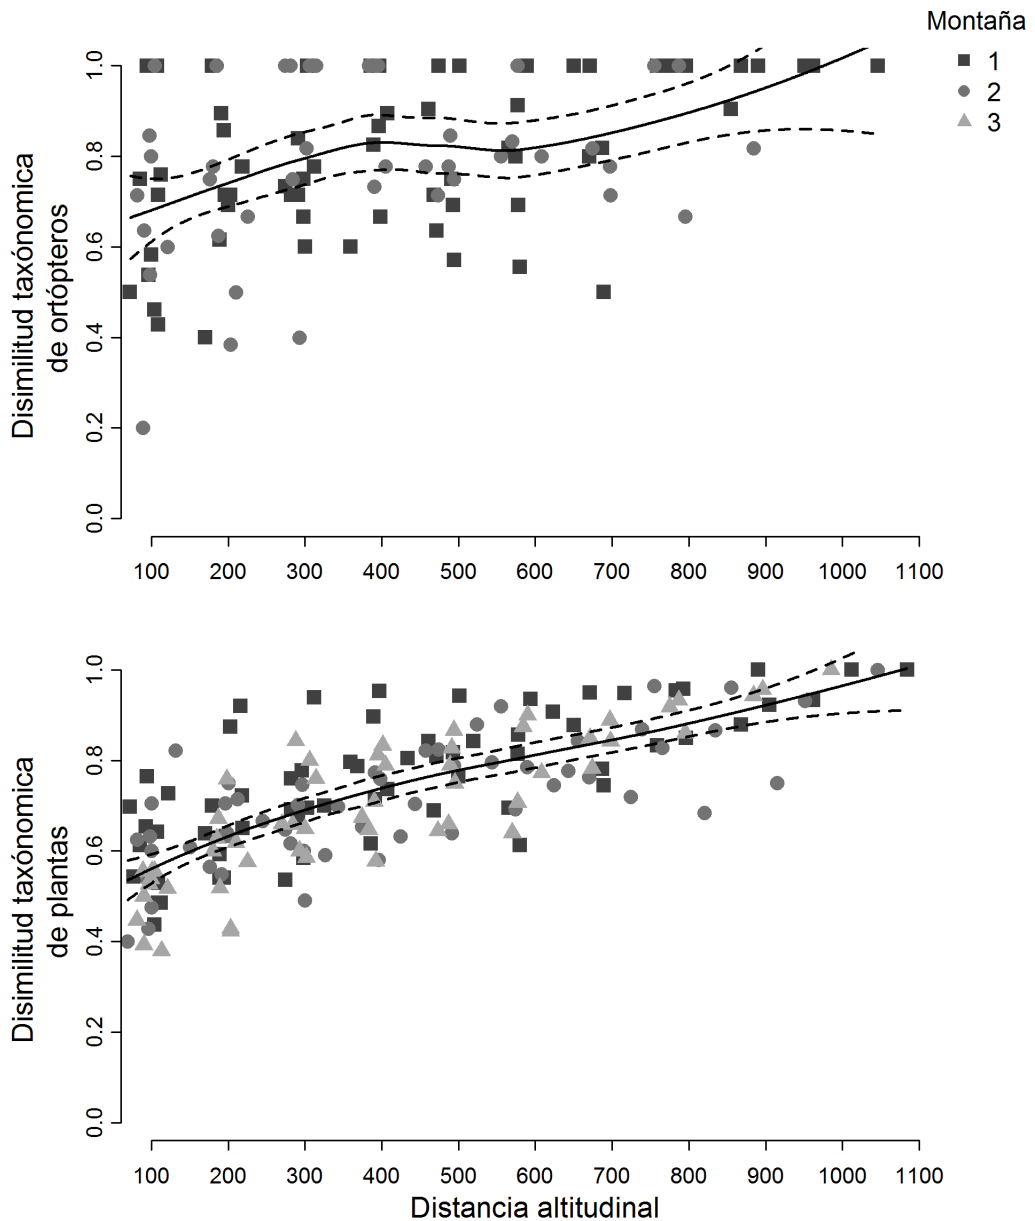 Montaña
1
2
3
Disimilitud taxónomica
de ortópteros
1.0
0.8
0.6
0.4
0.2
0.0
100 200 300 400 500 600 700 800 900 1000 1100
Disimilitud taxónomica
de plantas
1.0
0.8
0.6
0.4
0.2
0.0
100 200 300 400 500 600 700 800 900 1000 1100
Distancia altitudinal